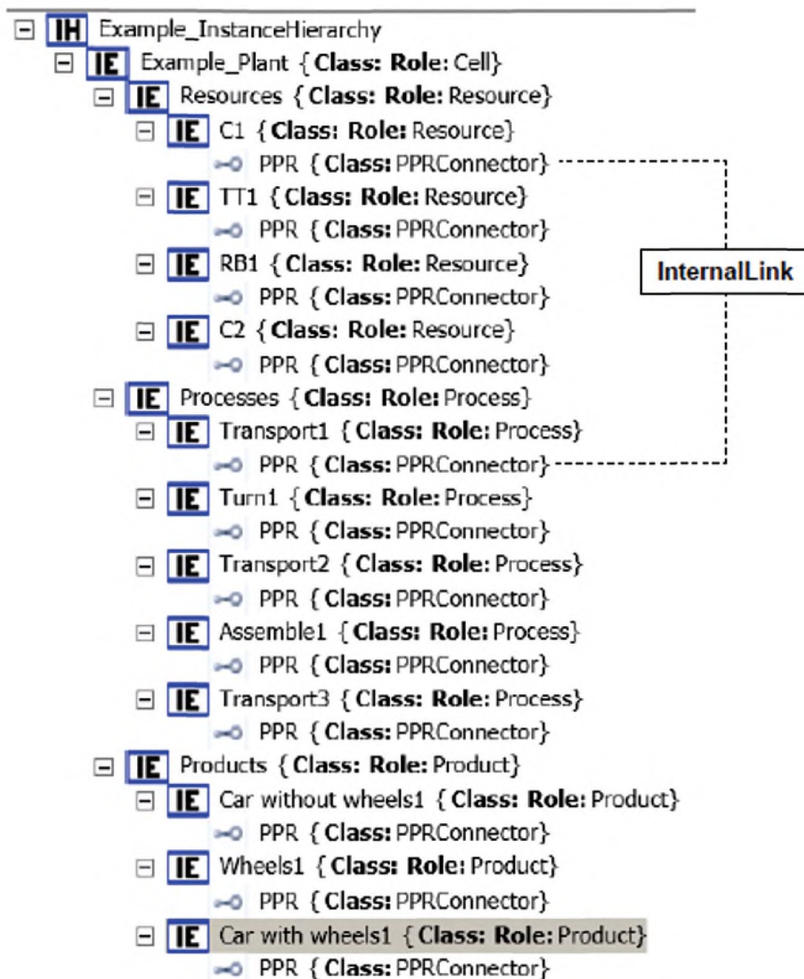 IH Example_InstanceHierarchy
IE Example_Plant {Class: Role: Cell}
IE Resources {Class: Role: Resource}
IE C1 {Class: Role: Resource}
PPR {Class: PPRConnector}
IE TT1 {Class: Role: Resource}
PPR {Class: PPRConnector}
IE RB1 {Class: Role: Resource}
InternalLink
PPR {Class: PPRConnector}
IE C2 {Class: Role: Resource}
PPR {Class: PPRConnector}
IE Processes {Class: Role: Process}
IE Transport1 {Class: Role: Process}
PPR {Class: PPRConnector}
IE Turn1 {Class: Role: Process}
PPR {Class: PPRConnector}
IE Transport2 {Class: Role: Process}
PPR {Class: PPRConnector}
IE Assemble1 {Class: Role: Process}
PPR {Class: PPRConnector}
IE Transport3 {Class: Role: Process}
PPR {Class: PPRConnector}
IE Products {Class: Role: Product}
IE Car without wheels1 {Class: Role: Product}
PPR {Class: PPRConnector}
IE Wheels1 {Class: Role: Product}
PPR {Class: PPRConnector}
IE Car with wheels1 {Class: Role: Product}
PPR {Class: PPRConnector}